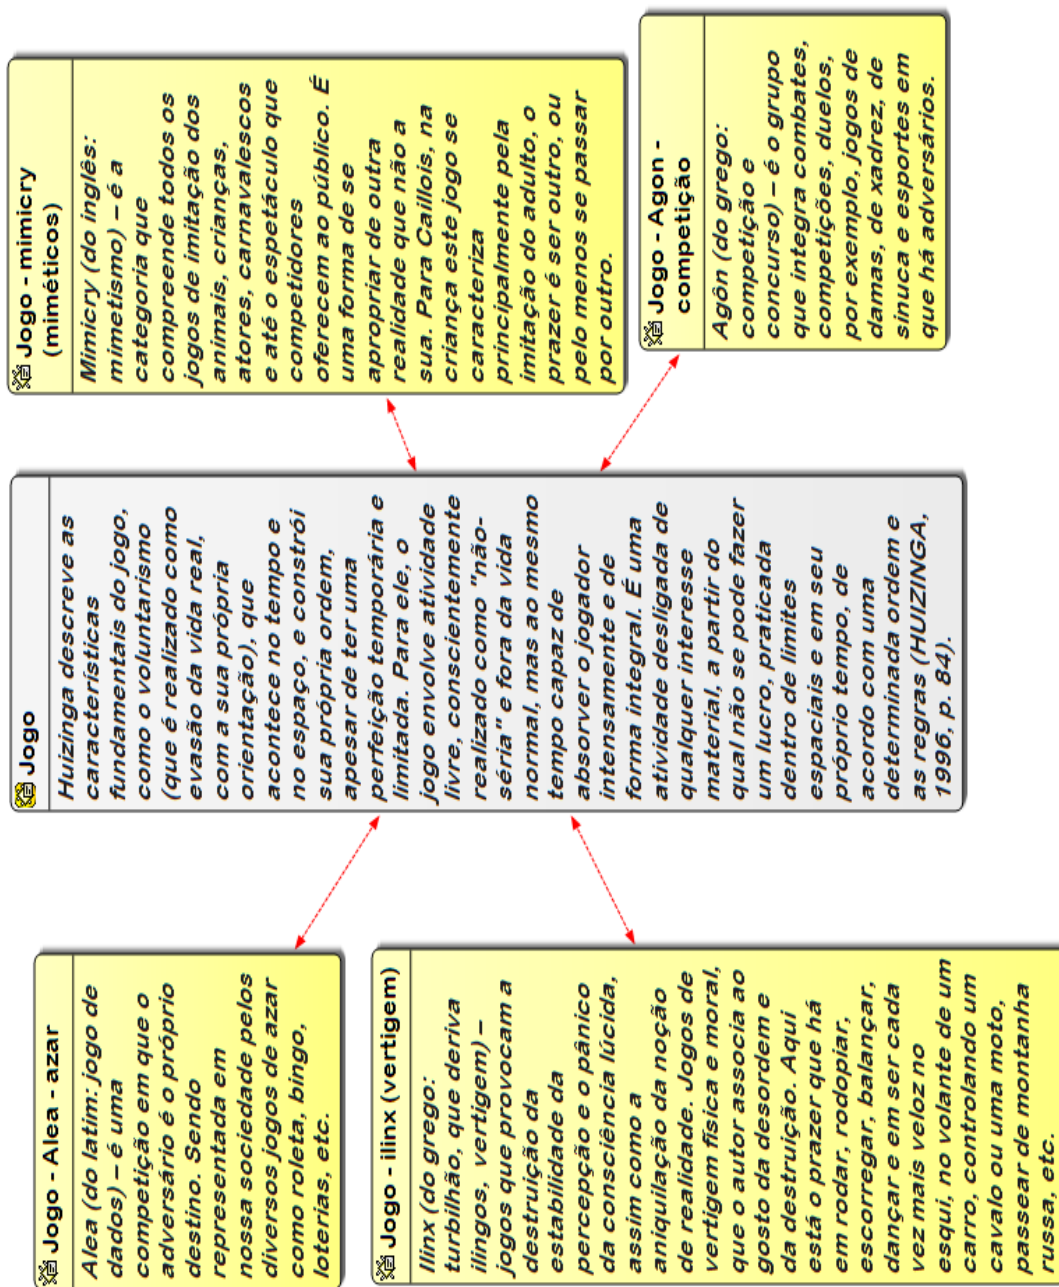 Jogo - Alea - azar
Alea (do latim: jogo de
dados) – é uma
competição em que o
adversário é o próprio
destino. Sendo
representada em
nossa sociedade pelos
diversos jogos de azar
como roleta, bingo,
loterias, etc.
Jogo - ilinx (vertigem)
Ilinx (do grego:
turbilhão, que deriva
ilingos, vertigem) –
jogos que provocam a
destruição da
estabilidade da
percepção e o pânico
da consciência lúcida,
assim como a
aniquilação da noção
de realidade. Jogos de
vertigem física e moral,
que o autor associa ao
gosto da desordem e
da destruição. Aqui
está o prazer que há
em rodar, rodopiar,
escorregar, balançar,
dançar e em ser cada
vez mais veloz no
esqui, no volante de um
carro, controlando um
cavalo ou uma moto,
passear de montanha
russa, etc.
Jogo
Huizinga descreve as
características
fundamentais do jogo,
como o voluntarismo
(que é realizado como
evasão da vida real,
com a sua própria
orientação), que
acontece no tempo e
no espaço, e constrói
sua própria ordem,
apesar de ter uma
perfeição temporária e
limitada. Para ele, o
jogo envolve atividade
livre, conscientemente
realizado como "não-
séria" e fora da vida
normal, mas ao mesmo
tempo capaz de
absorver o jogador
intensamente e de
forma integral. É uma
atividade desligada de
qualquer interesse
material, a partir do
qual não se pode fazer
um lucro, praticada
dentro de limites
espaciais e em seu
próprio tempo, de
acordo com uma
determinada ordem e
as regras (HUIZINGA,
1996, p. 84).
Jogo - mimicry
(miméticos)
Mimicry (do inglês:
mimetismo) – é a
categoria que
compreende todos os
jogos de imitação dos
animais, crianças,
atores, carnavalescos
e até o espetáculo que
competidores
oferecem ao público. É
uma forma de se
apropriar de outra
realidade que não a
sua. Para Caillois, na
criança este jogo se
caracteriza
principalmente pela
imitação do adulto, o
prazer é ser outro, ou
pelo menos se passar
por outro.
Jogo - Agon -
competição
Agôn (do grego:
competição e
concurso) – é o grupo
que integra combates,
competições, duelos,
por exemplo, jogos de
damas, de xadrez, de
sinuca e esportes em
que há adversários.